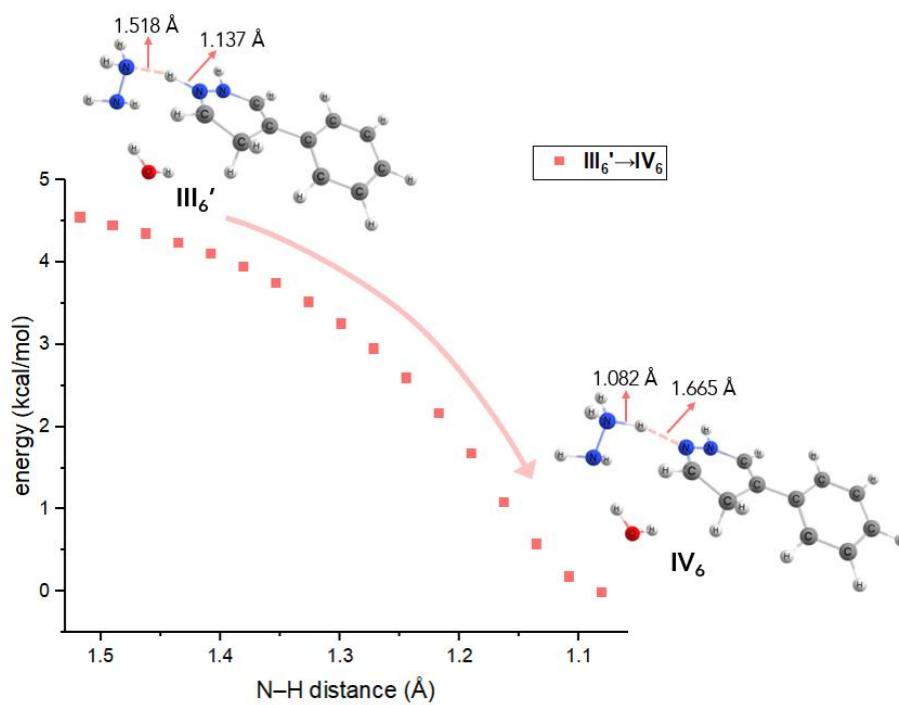 1.518 Å
1.137 Å
III₆′
III₆'→IV₆
5
4
3
2
1
0
energy (kcal/mol)
1.082 Å
1.665 Å
IV₆
1.5
1.4
1.3
1.2
1.1
N–H distance (Å)